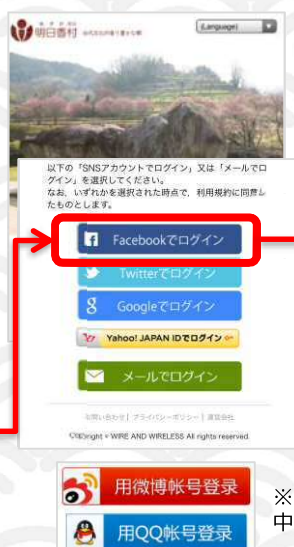 明日香村
(Language)
以下の「SNSアカウントでログイン」又は「メールでロ
グイン」を選択してください。
なお、いずれかを選択された時点で、利用規約に同意し
たものとします。
Facebookでログイン
Twitterでログイン
Googleでログイン
Yahoo! JAPAN IDでログイン
メールでログイン
お問い合わせ | プライバシーポリシー | 運営会社
Copyright © WIRE AND WIRELESS All rights reserved.
用微博帐号登录
用QQ帐号登录
※
中